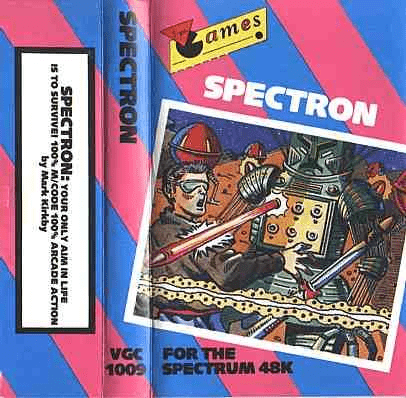 SPECTRON: YOUR ONLY AIM IN LIFE
IS TO SURVIVE! 100% M/CODE 100% ARCADE ACTION
by Mark Kirkby
SPECTRON
VGC
1009
Games
SPECTRON
FOR THE
SPECTRUM 48K